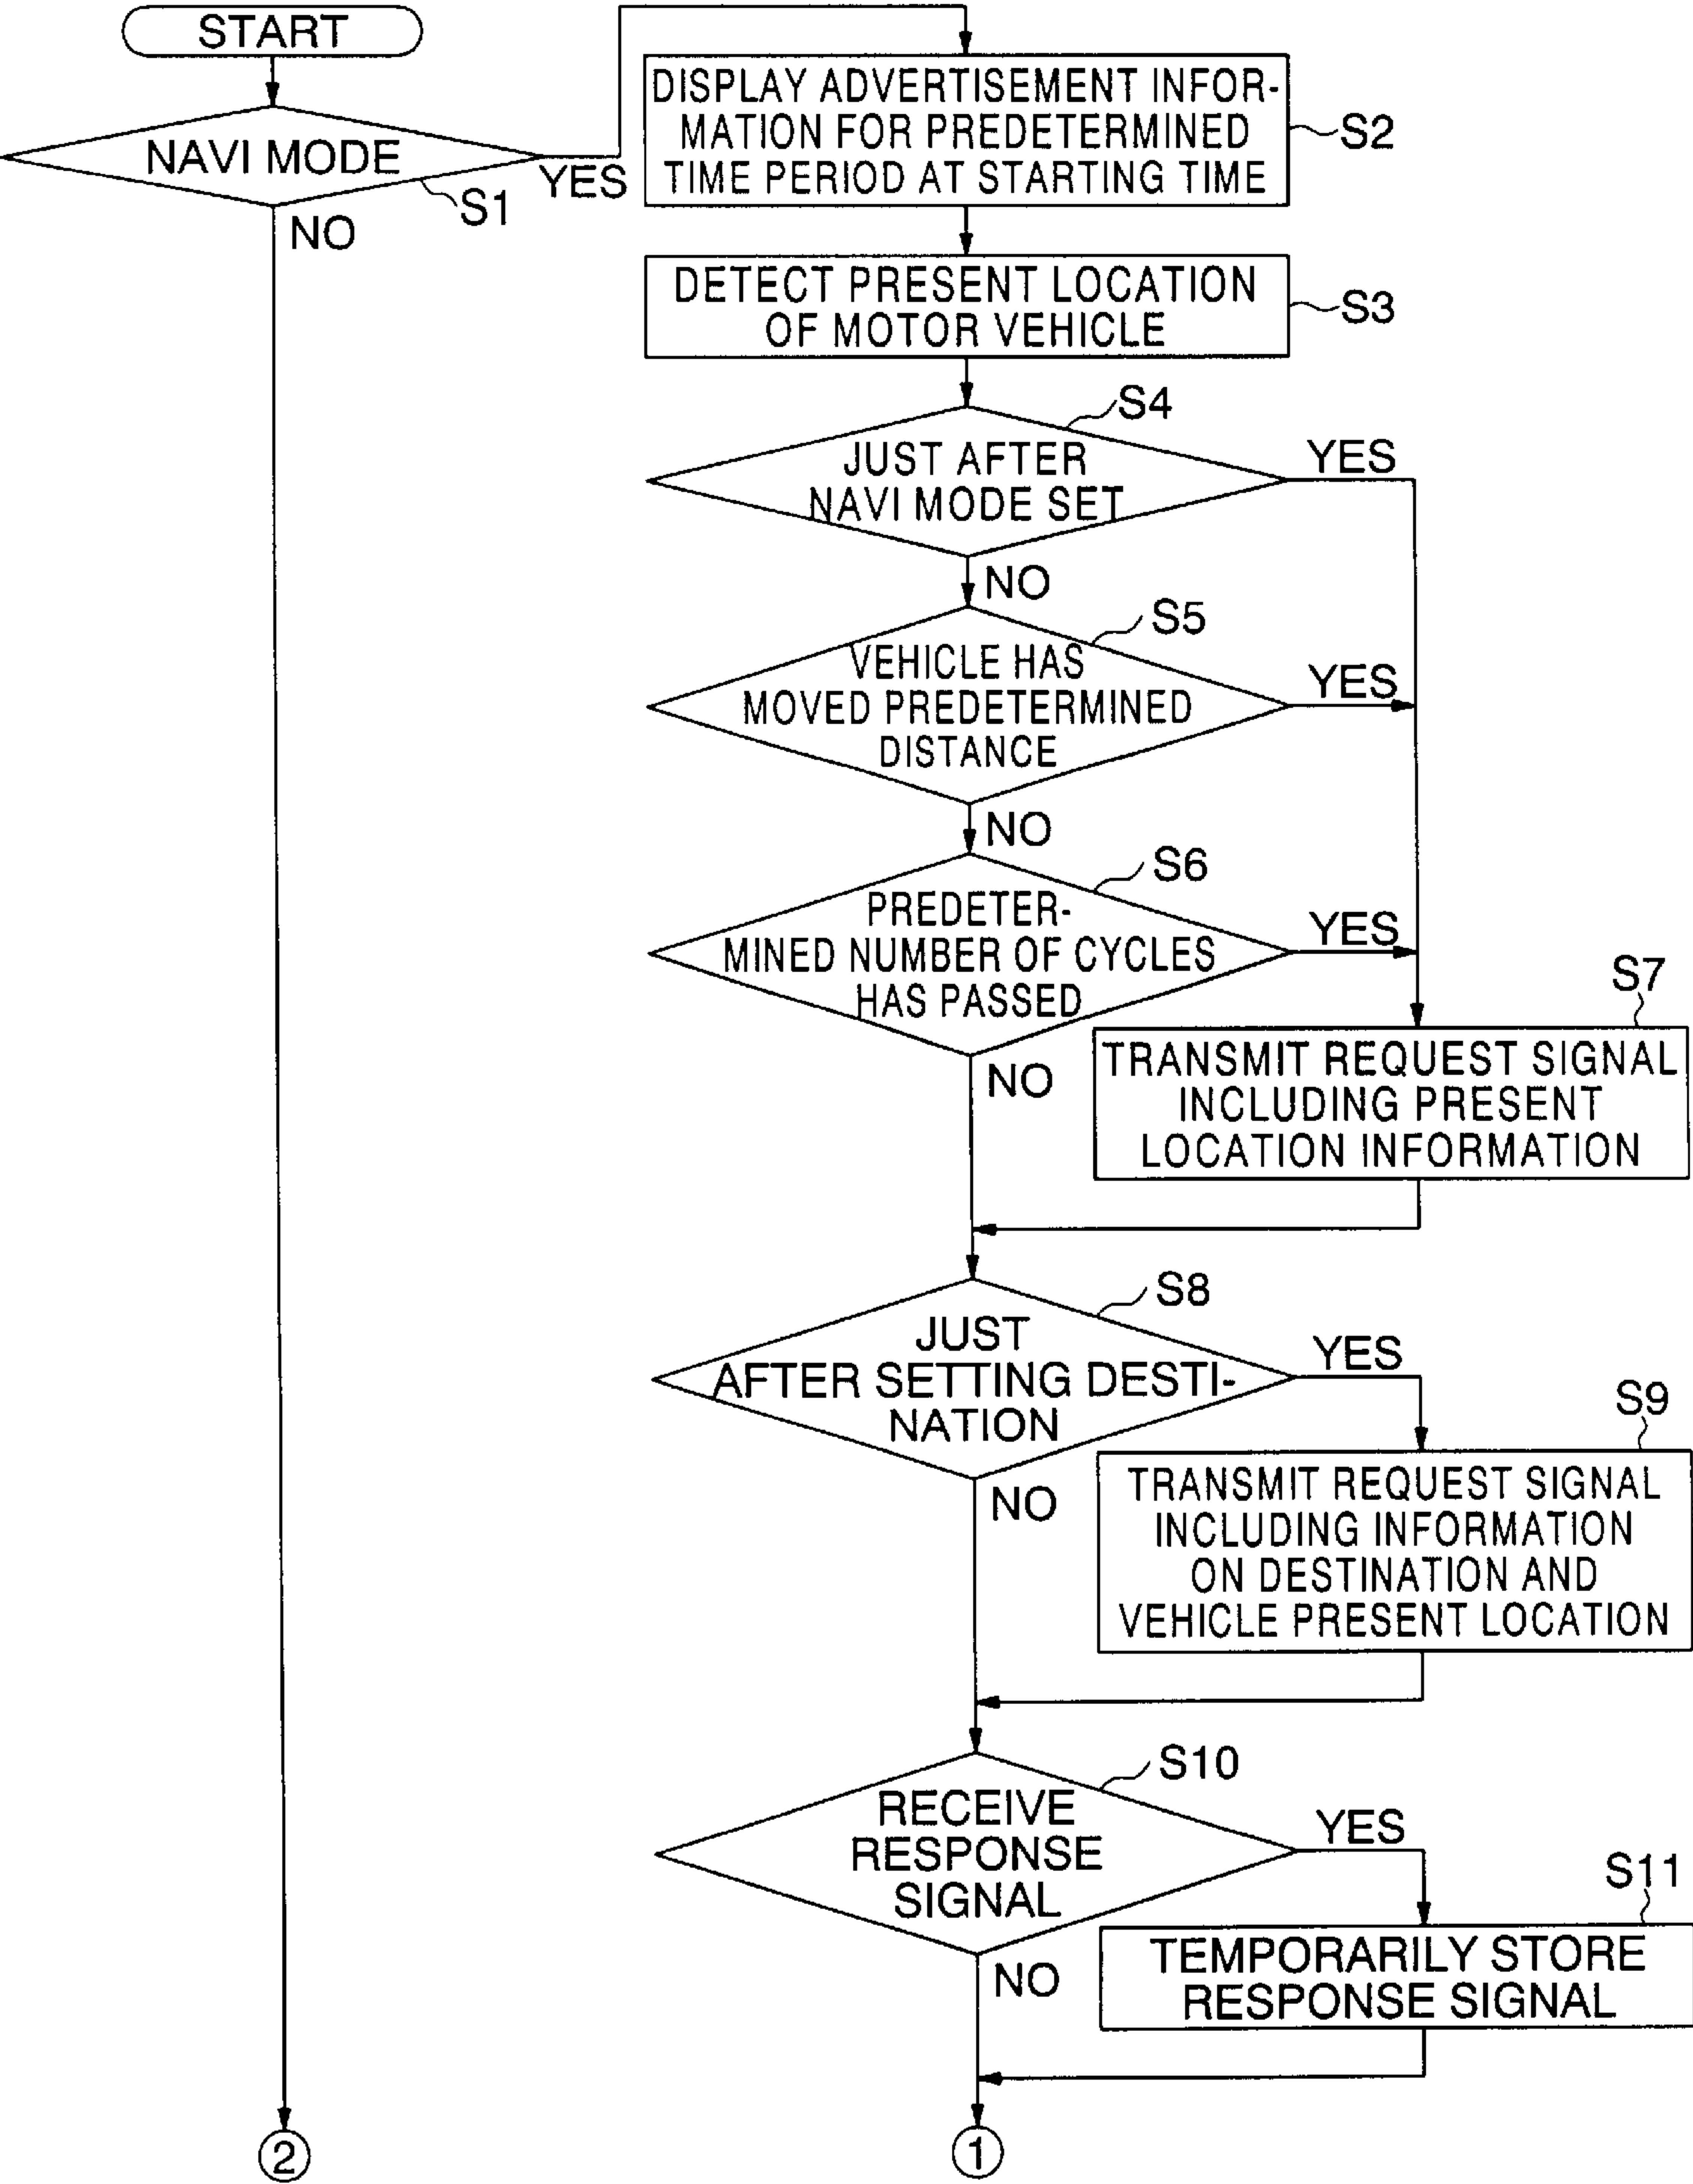 START
NAVI MODE
S1
YES
NO
DISPLAY ADVERTISEMENT INFOR-
MATION FOR PREDETERMINED
TIME PERIOD AT STARTING TIME
S2
DETECT PRESENT LOCATION
OF MOTOR VEHICLE
S3
S4
JUST AFTER
NAVI MODE SET
YES
NO
S5
VEHICLE HAS
MOVED PREDETERMINED
DISTANCE
YES
NO
S6
PREDETER-
MINED NUMBER OF CYCLES
HAS PASSED
YES
NO
S7
TRANSMIT REQUEST SIGNAL
INCLUDING PRESENT
LOCATION INFORMATION
S8
JUST
AFTER SETTING DESTI-
NATION
YES
NO
S9
TRANSMIT REQUEST SIGNAL
INCLUDING INFORMATION
ON DESTINATION AND
VEHICLE PRESENT LOCATION
S10
RECEIVE
RESPONSE
SIGNAL
YES
NO
S11
TEMPORARILY STORE
RESPONSE SIGNAL
2
1